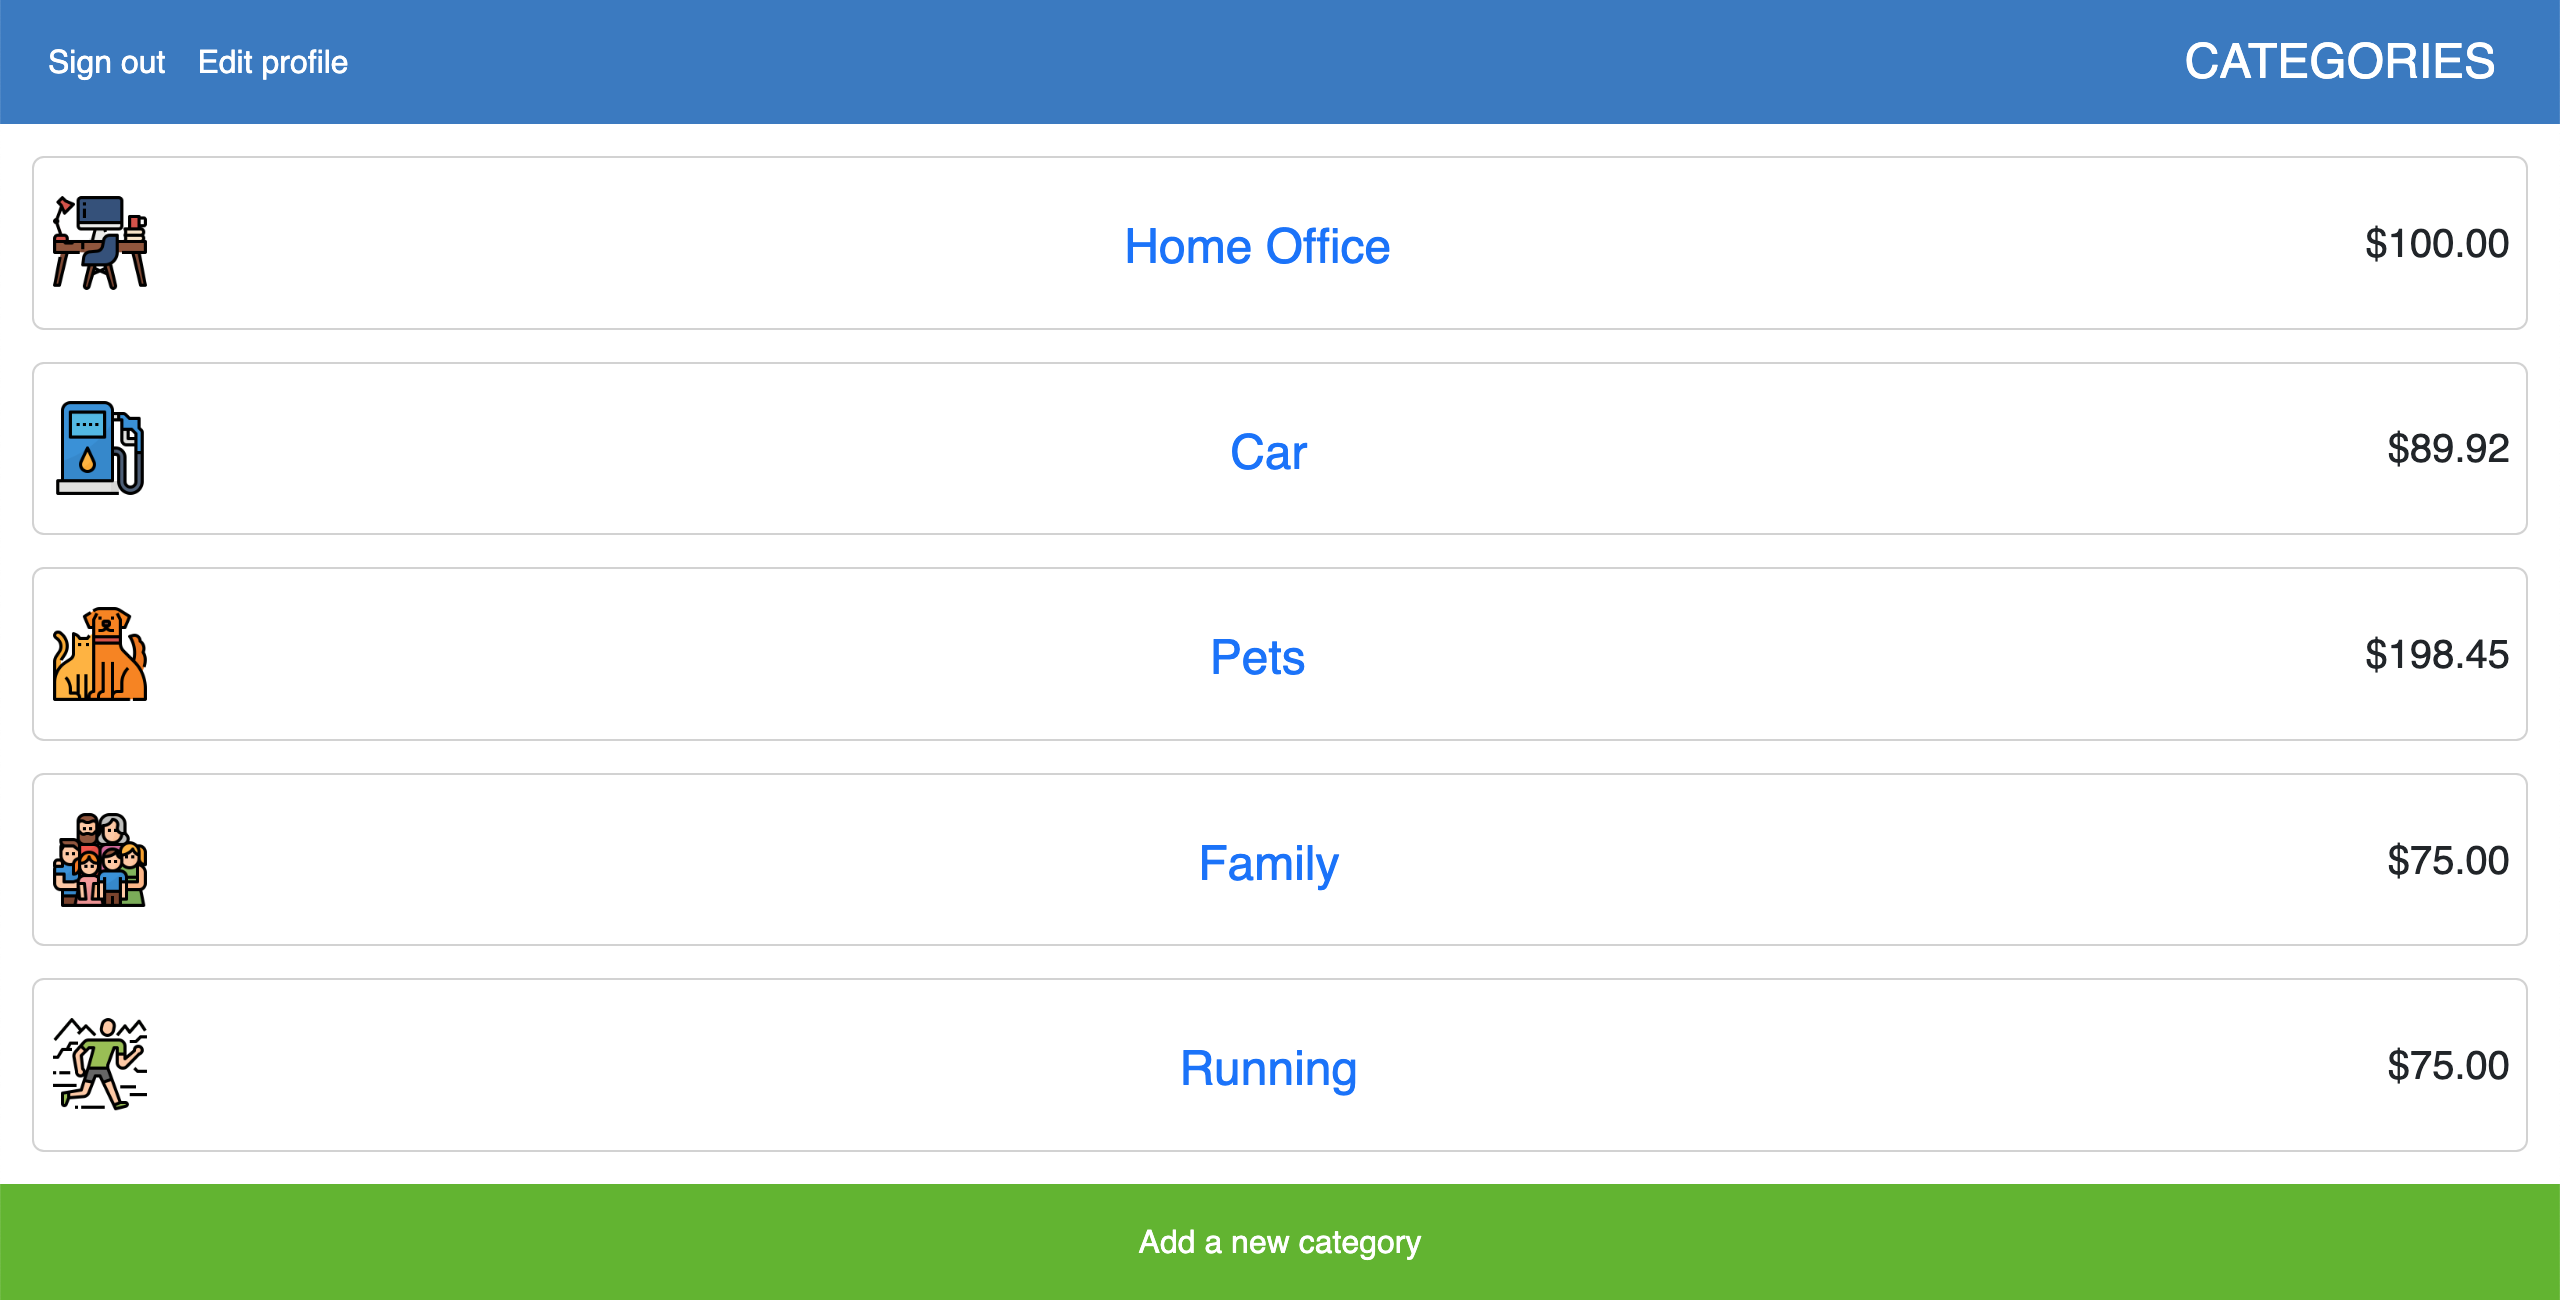 Sign out Edit profile CATEGORIES
Home Office $100.00
Car $89.92
Pets $198.45
Family $75.00
Running $75.00
Add a new category